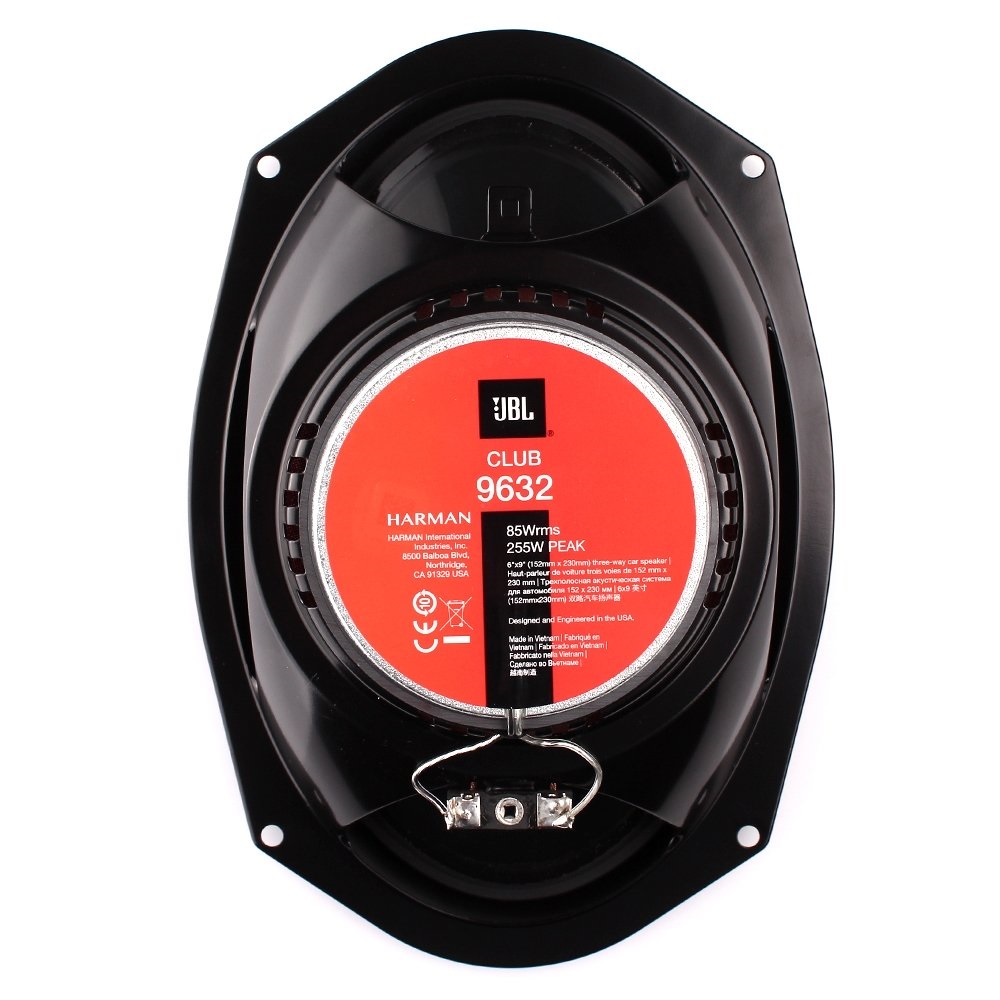 JBL
®
CLUB
9632
HARMAN
HARMAN International
Industries, Inc.
8500 Balboa Blvd,
Northridge,
CA 91329 USA
10
CE
85Wrms
255W PEAK
6"x9" (152mm x 230mm) three-way car speaker |
Haut-parleur de voiture trois voies de 152 mm x
230 mm | Трехполосная акустическая система
для автомобиля 152 x 230 мм | 6x9 英寸
(152mmx230mm) 双路汽车扬声器
Designed and Engineered in the USA.
Made in Vietnam | Fabriqué en
Vietnam | Fabricado en Vietnam |
Fabbricato nella Vietnam |
Сделано во Вьетнаме |
越南制造